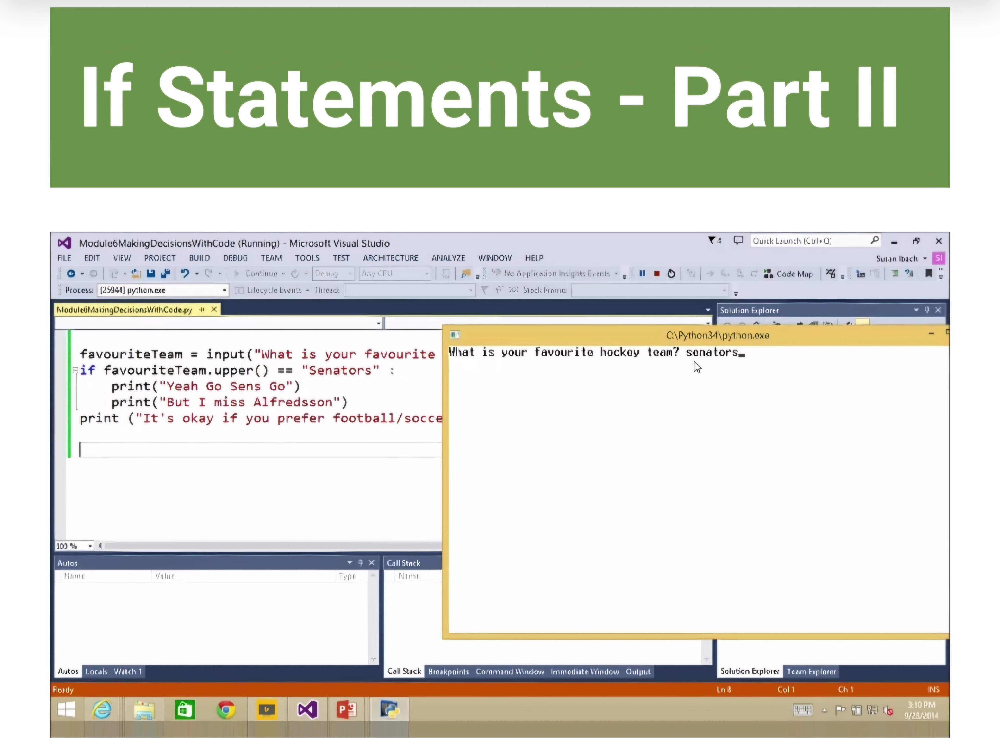 If Statements - Part II
Module6MakingDecisionsWithCode (Running) - Microsoft Visual Studio
4
Quick Launch (Ctrl+Q)
FILE EDIT VIEW PROJECT BUILD DEBUG TEAM TOOLS TEST ARCHITECTURE ANALYZE WINDOW HELP
Susan Ibach
SI
Continue
Debug
Any CPU
No Application Insights Events
Code Map
Process: [25944] python.exe
Lifecycle Events
Thread:
Stack Frame:
Module6MakingDecisionsWithCode.py
Solution Explorer
favouriteTeam = input("What is your favourite
if favouriteTeam.upper() == "Senators" :
print("Yeah Go Sens Go")
print("But I miss Alfredsson")
print ("It's okay if you prefer football/socce
C:\Python34\python.exe
What is your favourite hockey team? senators
100 %
Autos
Name Value Type
Call Stack
Name
Autos Locals Watch 1
Call Stack Breakpoints Command Window Immediate Window Output
Solution Explorer Team Explorer
Ready
Ln 8 Col 1 Ch 1 INS
3:10 PM
9/23/2014